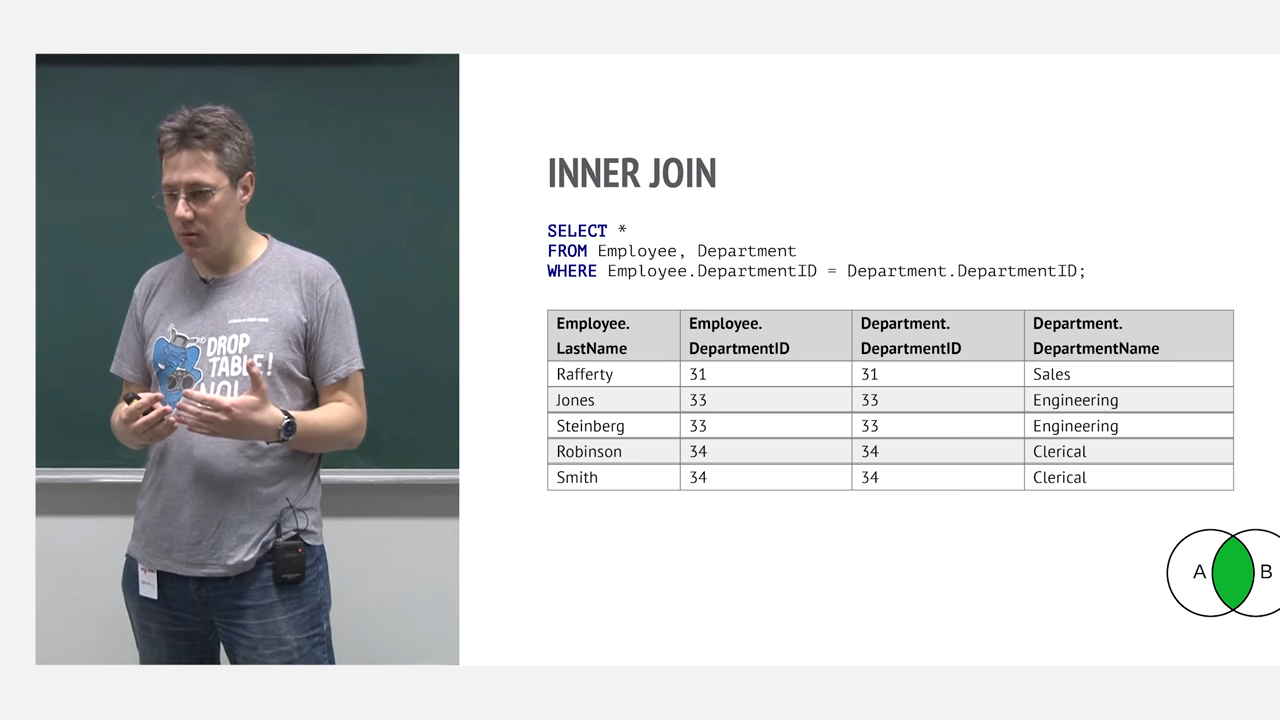 DROP
TABLE!
NO!
INNER JOIN
SELECT *
FROM Employee, Department
WHERE Employee.DepartmentID = Department.DepartmentID;
Employee. LastName Employee. DepartmentID Department. DepartmentID Department. DepartmentName
Rafferty 31 31 Sales
Jones 33 33 Engineering
Steinberg 33 33 Engineering
Robinson 34 34 Clerical
Smith 34 34 Clerical
A B